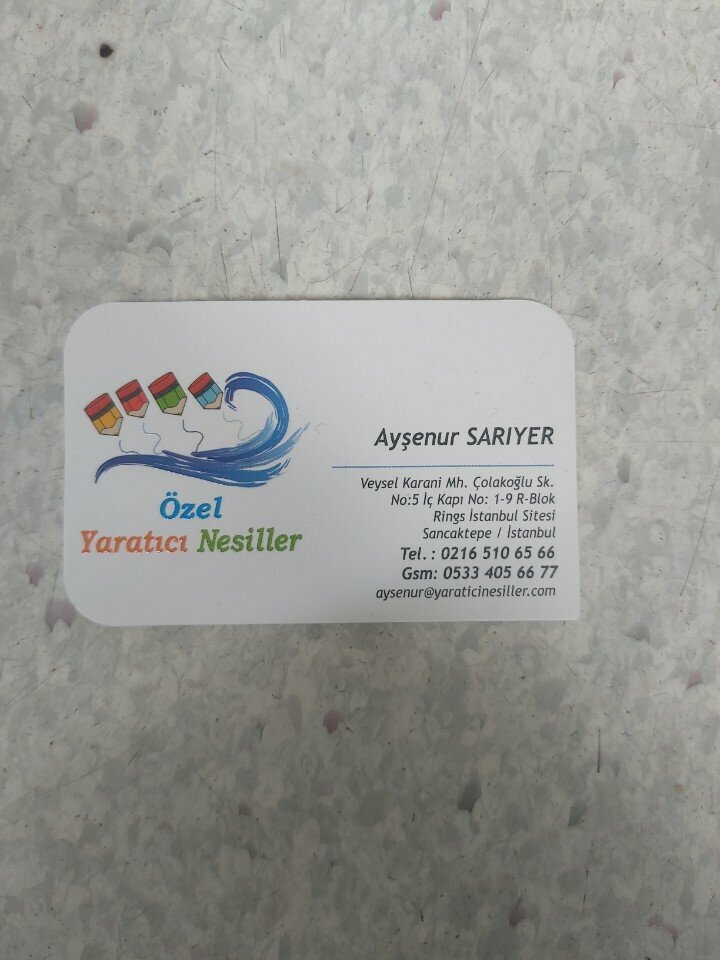 Özel
Yaratıcı Nesiller
Ayşenur SARIYER
Veysel Karani Mh. Çolakoğlu Sk.
No:5 İç Kapı No: 1-9 R-Blok
Rings İstanbul Sitesi
Sancaktepe / İstanbul
Tel. : 0216 510 65 66
Gsm: 0533 405 66 77
aysenur@yaraticinesiller.com